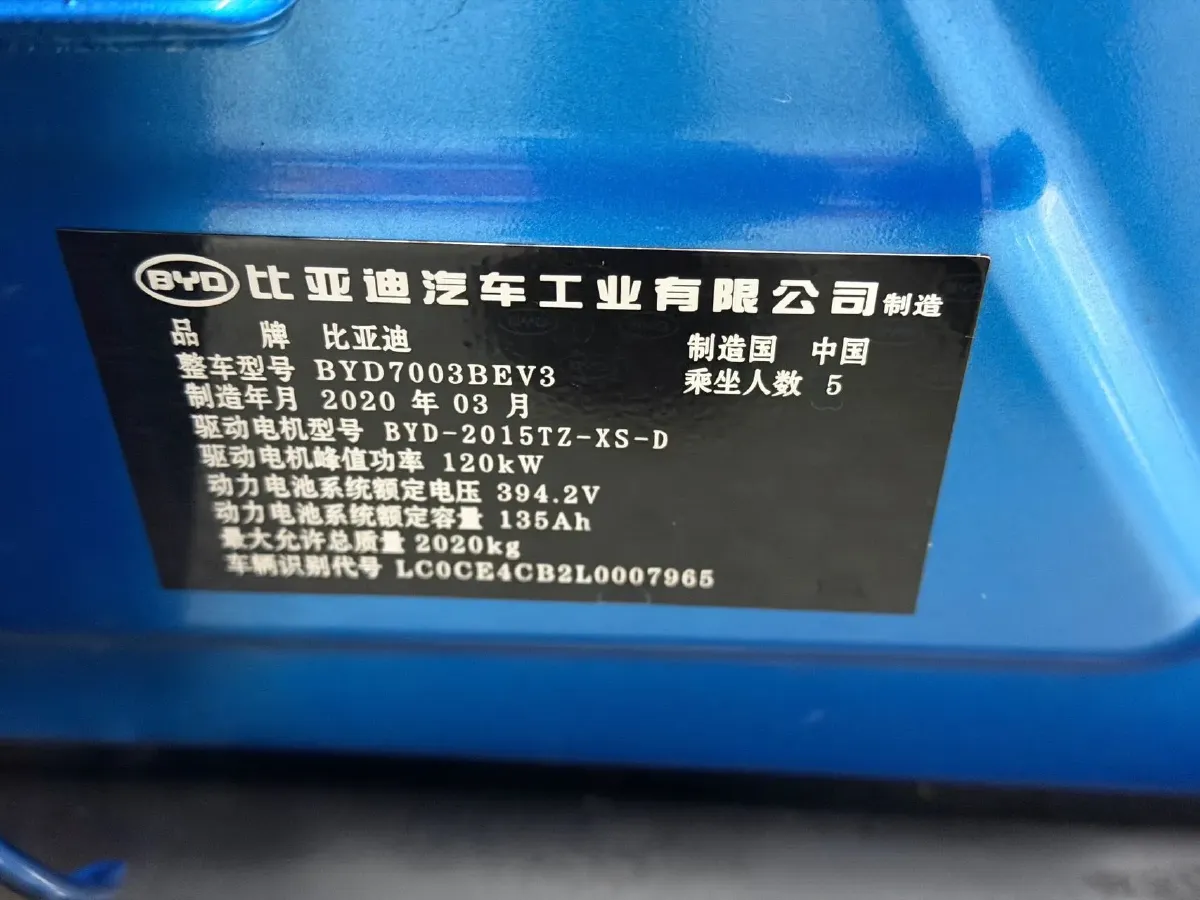 BYD 比亚迪汽车工业有限公司制造
品 牌 比亚迪
制造国 中国
整车型号 BYD7003BEV3
乘坐人数 5
制造年月 2020 年 03 月
驱动电机型号 BYD-2015TZ-XS-D
驱动电机峰值功率 120kW
动力电池系统额定电压 394.2V
动力电池系统额定容量 135Ah
最大允许总质量 2020kg
车辆识别代号 LC0CE4CB2L0007965